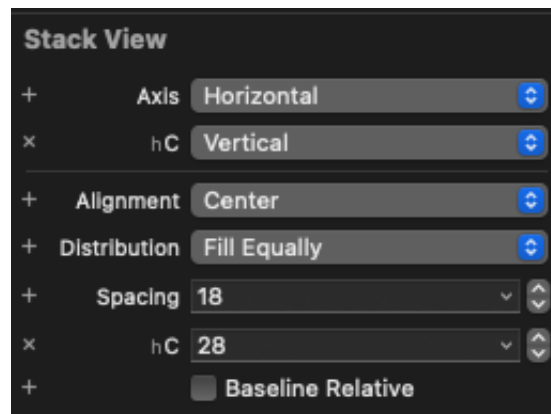 Stack View
+ Axis Horizontal
× hC Vertical
+ Alignment Center
+ Distribution Fill Equally
+ Spacing 18
× hC 28
+ Baseline Relative